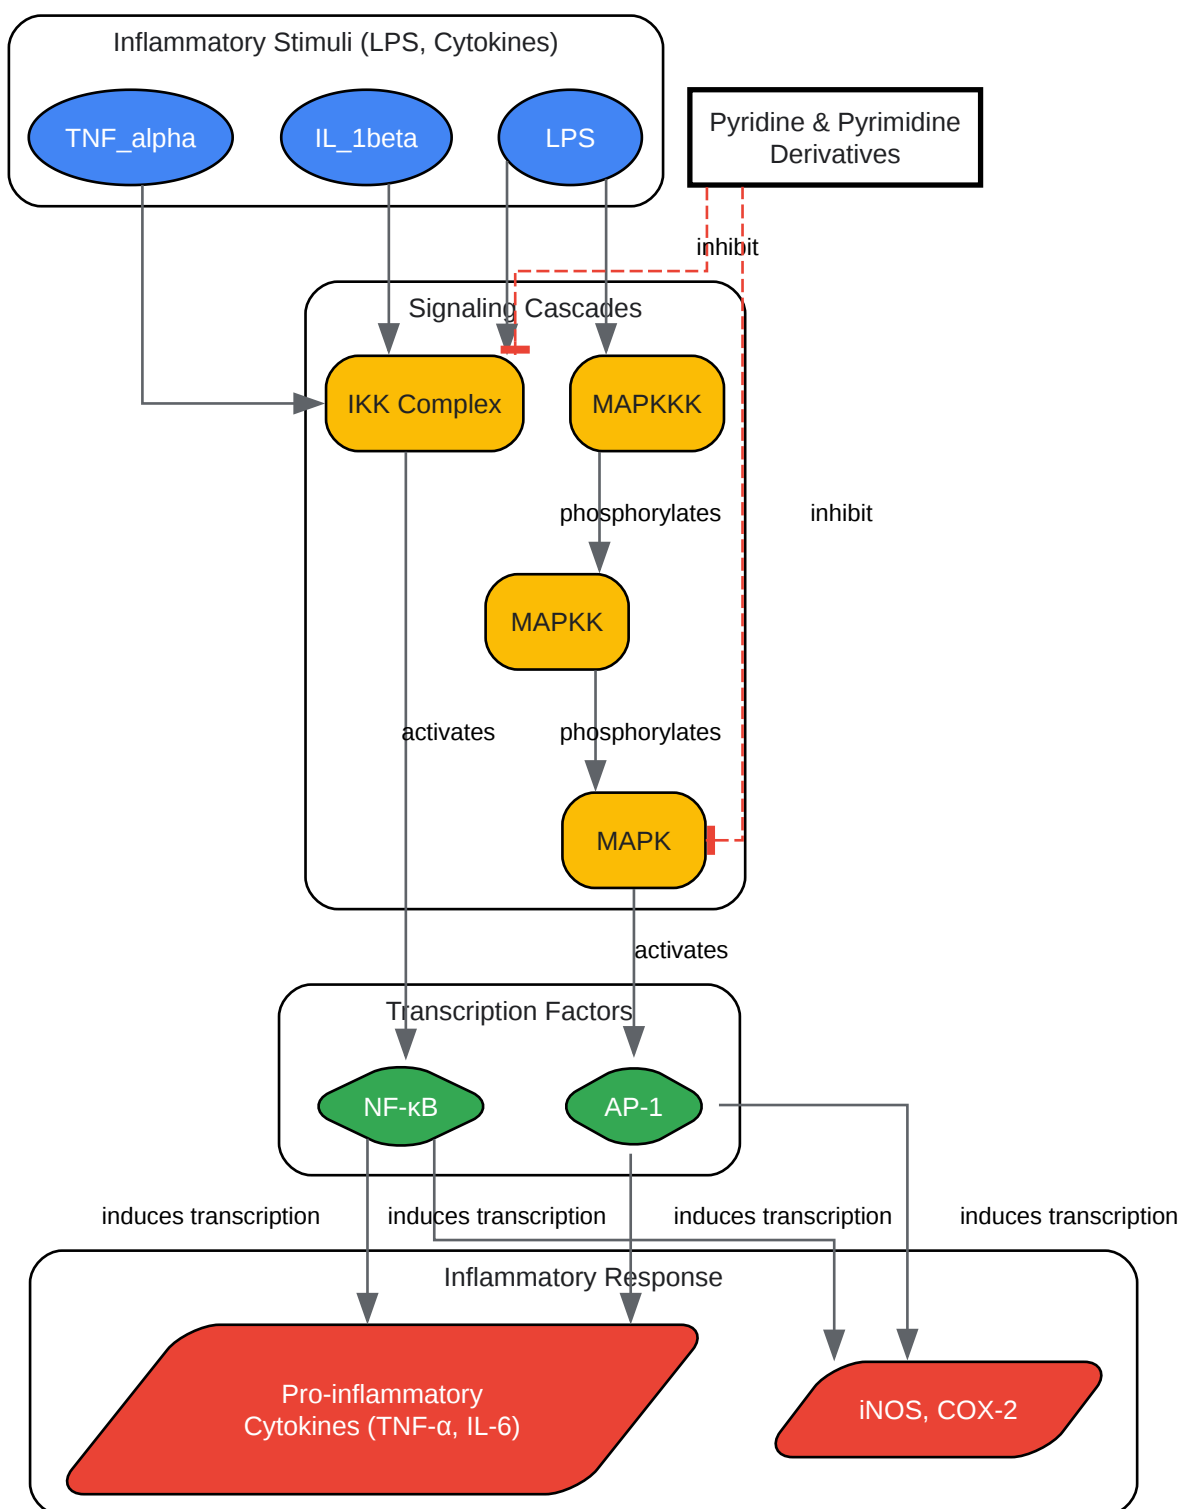 Inflammatory Stimuli (LPS, Cytokines)
TNF_alpha
IL_1beta
LPS
Pyridine & Pyrimidine
Derivatives
inhibit
Signaling Cascades
IKK Complex
MAPKKK
phosphorylates
inhibit
MAPKK
activates
phosphorylates
MAPK
activates
Transcription Factors
NF-κB
AP-1
induces transcription
induces transcription
induces transcription
induces transcription
Inflammatory Response
Pro-inflammatory
Cytokines (TNF-α, IL-6)
iNOS, COX-2